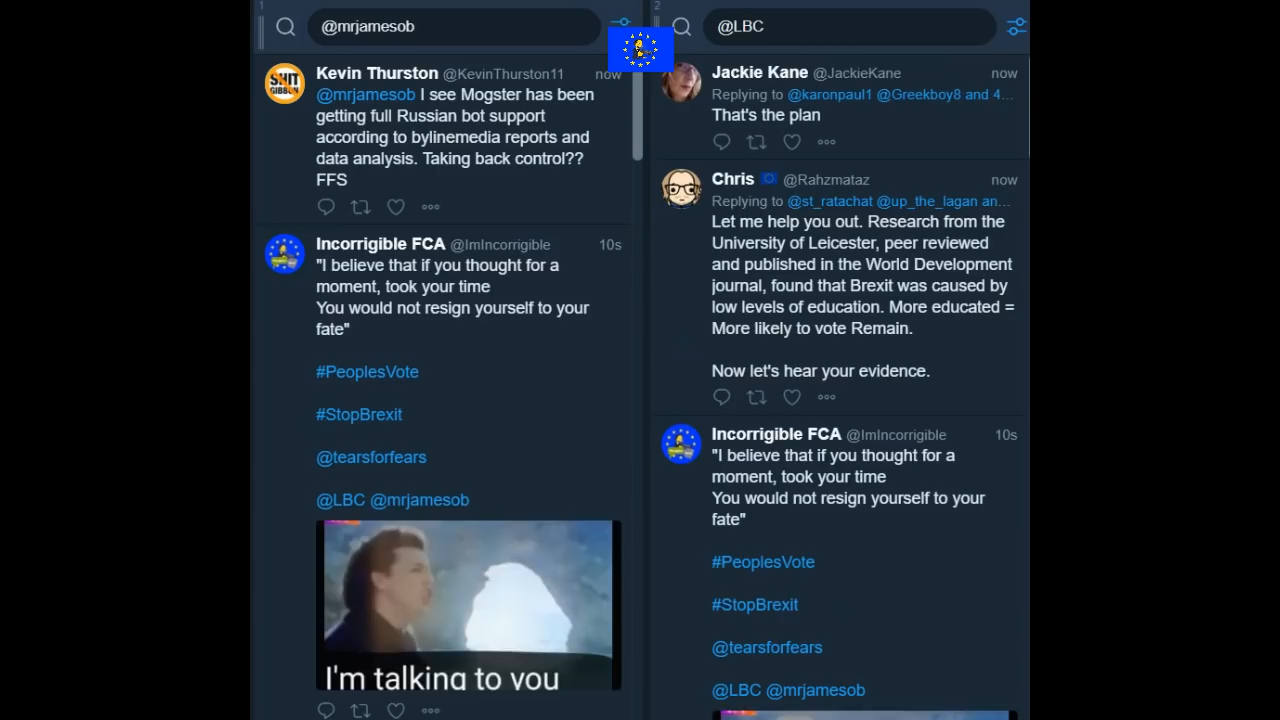 1
@mrjamesob
Kevin Thurston @KevinThurston11 now
@mrjamesob I see Mogster has been
getting full Russian bot support
according to bylinemedia reports and
data analysis. Taking back control??
FFS
SHIT
GIBBON
Incorrigible FCA @ImIncorrigible 10s
"I believe that if you thought for a
moment, took your time
You would not resign yourself to your
fate"
#PeoplesVote
#StopBrexit
@tearsforfears
@LBC @mrjamesob
I'm talking to you
2
@LBC
Jackie Kane @JackieKane now
Replying to @karonpaul1 @Greekboy8 and 4...
That's the plan
Chris @Rahzmataz now
Replying to @st_ratachat @up_the_lagan an...
Let me help you out. Research from the
University of Leicester, peer reviewed
and published in the World Development
journal, found that Brexit was caused by
low levels of education. More educated =
More likely to vote Remain.
Now let's hear your evidence.
Incorrigible FCA @ImIncorrigible 10s
"I believe that if you thought for a
moment, took your time
You would not resign yourself to your
fate"
#PeoplesVote
#StopBrexit
@tearsforfears
@LBC @mrjamesob